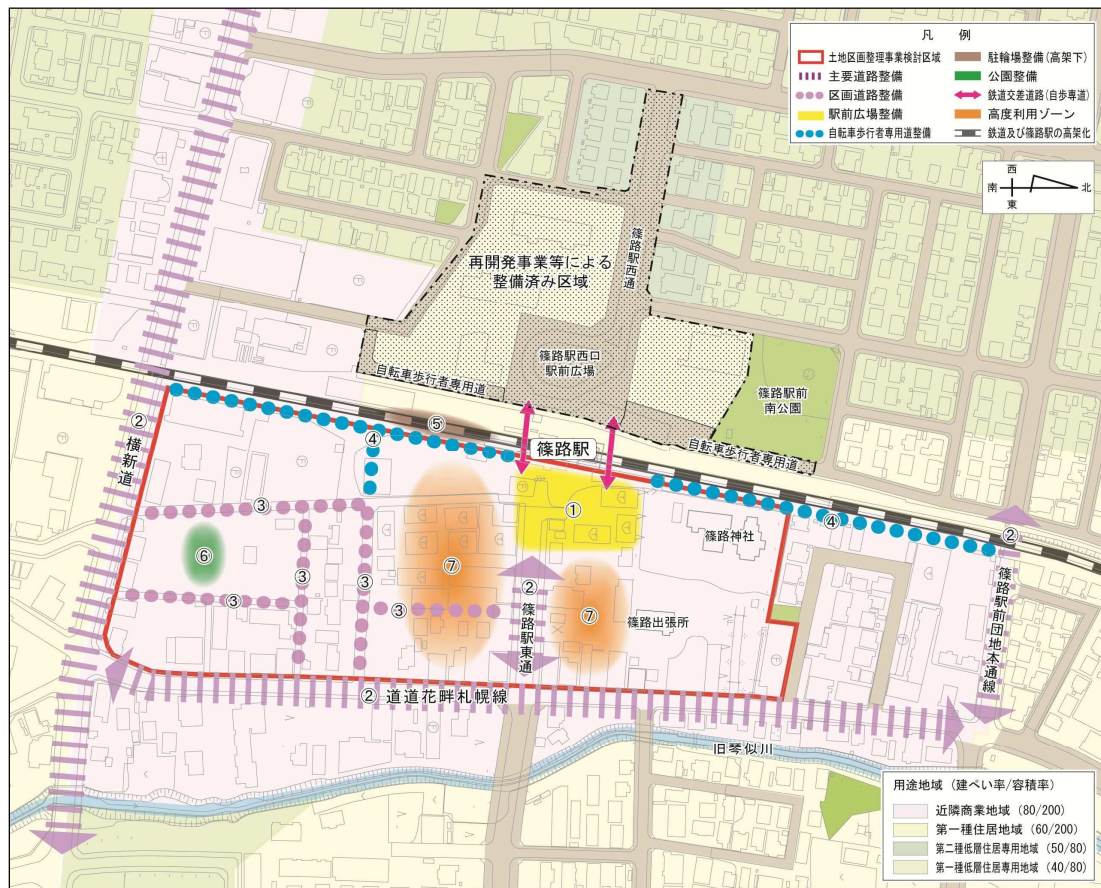 凡 例
土地区画整理事業検討区域
主要道路整備
区画道路整備
駅前広場整備
自転車歩行者専用道整備
駐輪場整備(高架下)
公園整備
鉄道交差道路(自歩専道)
高度利用ゾーン
鉄道及び篠路駅の高架化
西
南 北
東
再開発事業等による
整備済み区域
篠路駅西通
篠路駅西口
駅前広場
自転車歩行者専用道
篠路駅前
南公園
自転車歩行者専用道
② 横新道
⑤
④
篠路駅
①
④
③
⑥
③
③
③
③
⑦
② 篠路駅東通
⑦
篠路神社
篠路出張所
② 篠路駅前団地本通線
② 道道花畔札幌線
旧琴似川
用途地域(建ぺい率/容積率)
近隣商業地域(80/200)
第一種住居地域(60/200)
第二種低層住居専用地域(50/80)
第一種低層住居専用地域(40/80)